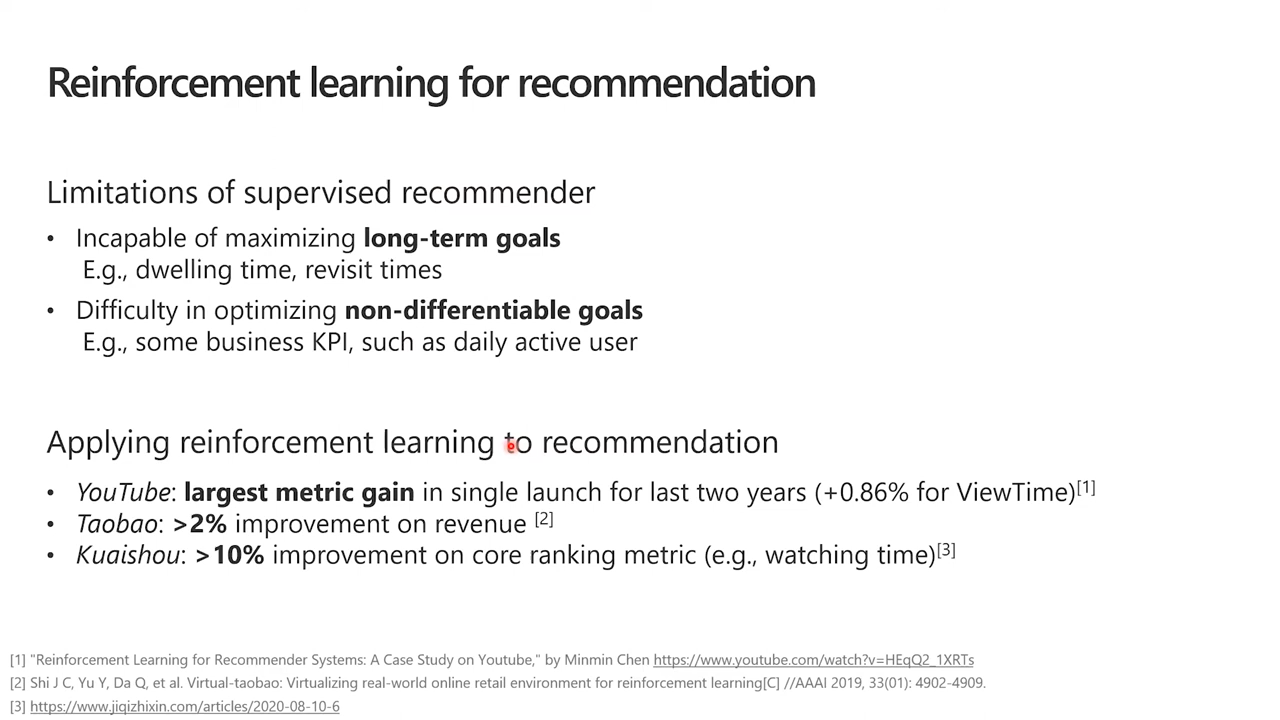 Reinforcement learning for recommendation
Limitations of supervised recommender
• Incapable of maximizing long-term goals
E.g., dwelling time, revisit times
• Difficulty in optimizing non-differentiable goals
E.g., some business KPI, such as daily active user
Applying reinforcement learning to recommendation
• YouTube: largest metric gain in single launch for last two years (+0.86% for ViewTime)[1]
• Taobao: >2% improvement on revenue [2]
• Kuaishou: >10% improvement on core ranking metric (e.g., watching time)[3]
[1] "Reinforcement Learning for Recommender Systems: A Case Study on Youtube," by Minmin Chen https://www.youtube.com/watch?v=HEqQ2_1XRTs
[2] Shi J C, Yu Y, Da Q, et al. Virtual-taobao: Virtualizing real-world online retail environment for reinforcement learning[C] //AAAI 2019, 33(01): 4902-4909.
[3] https://www.jiqizhixin.com/articles/2020-08-10-6